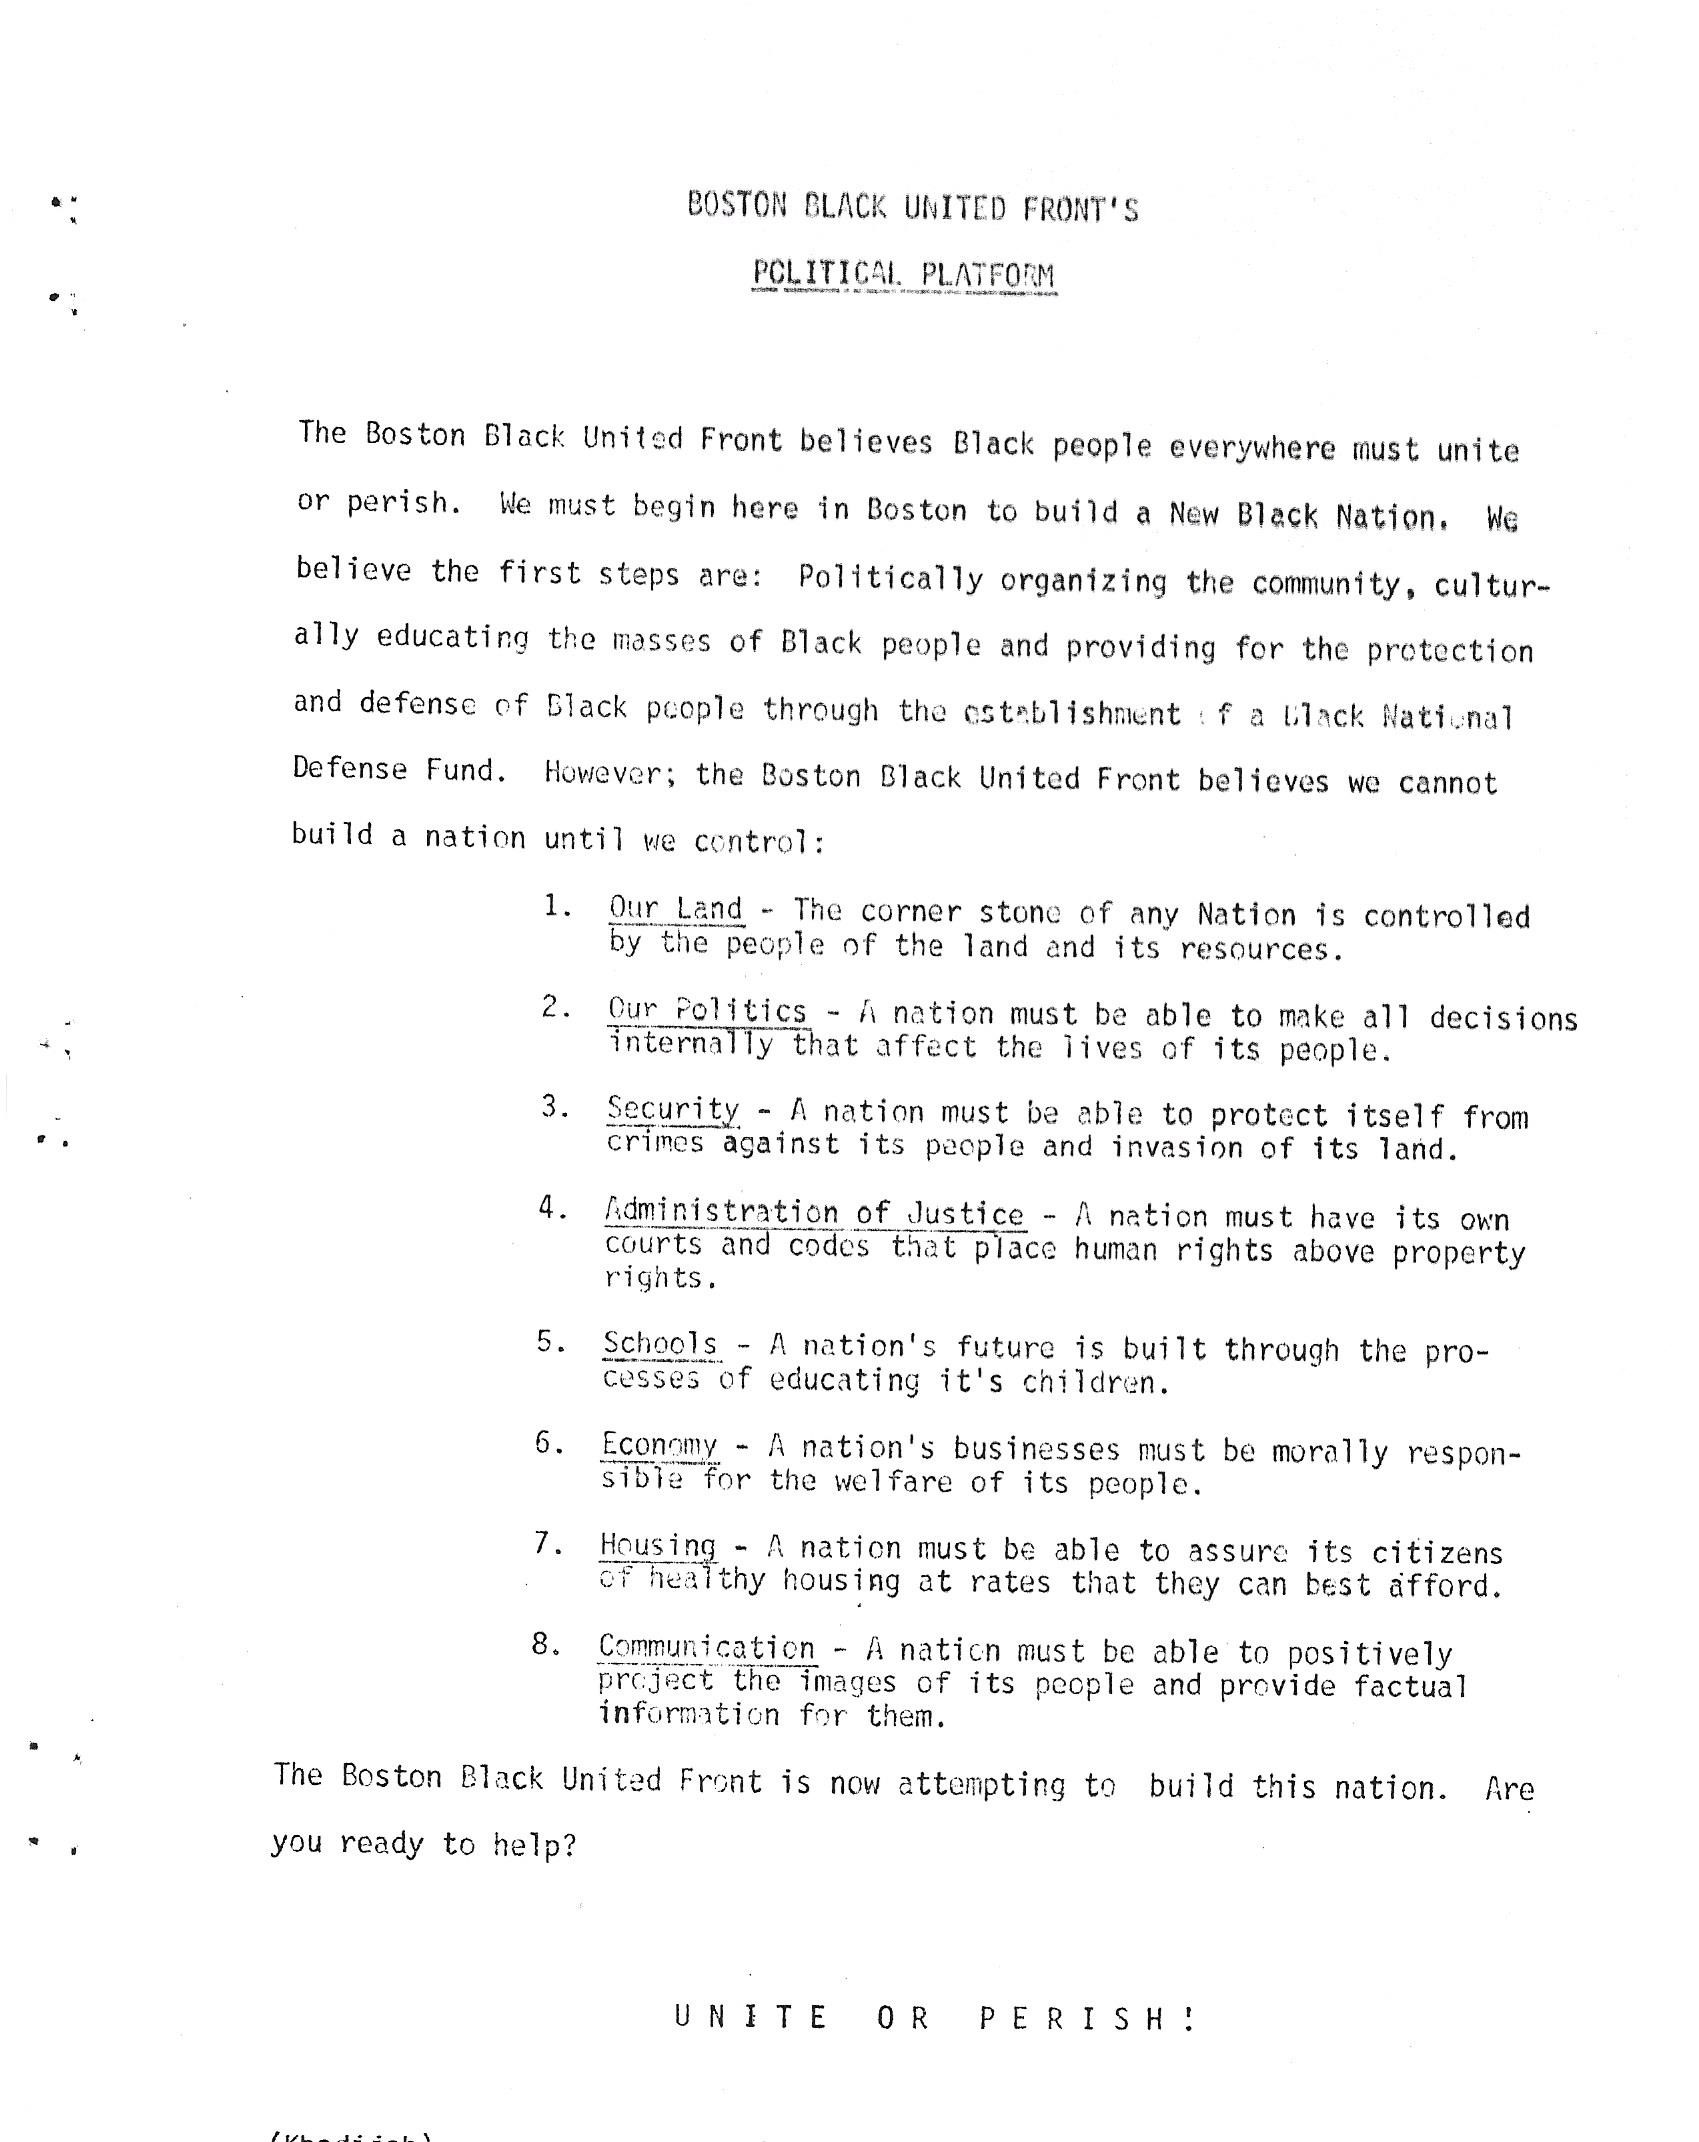 BOSTON BLACK UNITED FRONT'S
POLITICAL PLATFORM
The Boston Black United Front believes Black people everywhere must unite
or perish. We must begin here in Boston to build a New Black Nation. We
believe the first steps are: Politically organizing the community, cultur-
ally educating the masses of Black people and providing for the protection
and defense of Black people through the establishment of a Black National
Defense Fund. However; the Boston Black United Front believes we cannot
build a nation until we control:
1. Our Land - The corner stone of any Nation is controlled
by the people of the land and its resources.
2. Our Politics - A nation must be able to make all decisions
internally that affect the lives of its people.
3. Security - A nation must be able to protect itself from
crimes against its people and invasion of its land.
4. Administration of Justice - A nation must have its own
courts and codes that place human rights above property
rights.
5. Schools - A nation's future is built through the pro-
cesses of educating it's children.
6. Economy - A nation's businesses must be morally respon-
sible for the welfare of its people.
7. Housing - A nation must be able to assure its citizens
of healthy housing at rates that they can best afford.
8. Communication - A nation must be able to positively
project the images of its people and provide factual
information for them.
The Boston Black United Front is now attempting to build this nation. Are
you ready to help?
UNITE OR PERISH!